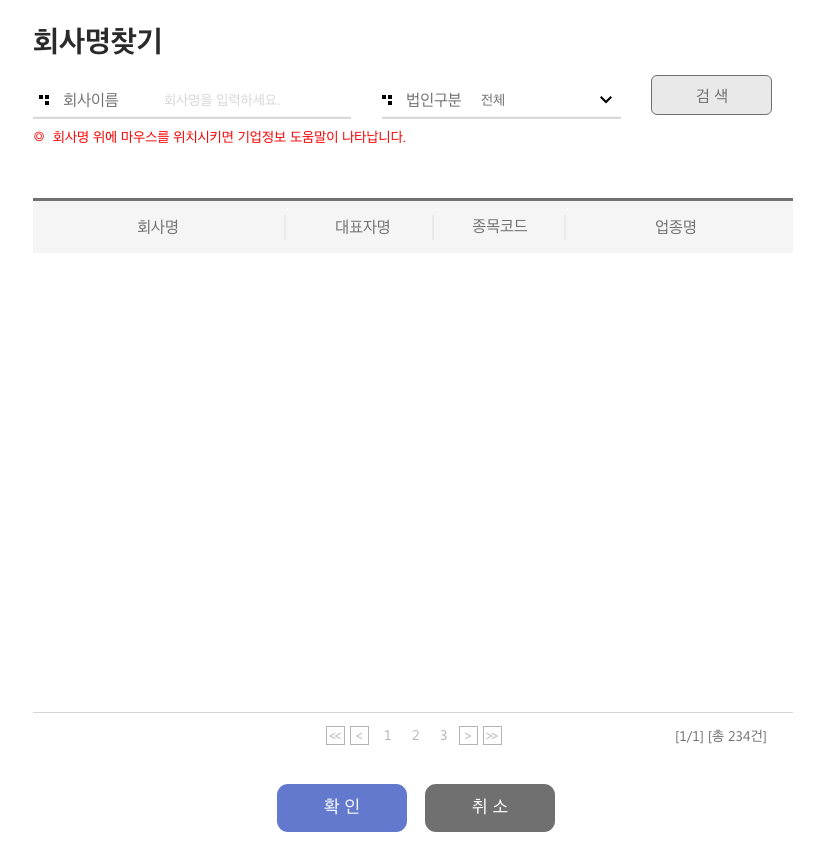 회사명찾기
회사이름 회사명을 입력하세요. 법인구분 전체 검 색
◎ 회사명 위에 마우스를 위치시키면 기업정보 도움말이 나타납니다.
회사명 대표자명 종목코드 업종명
<< < 1 2 3 > >> [1/1] [총 234건]
확 인 취 소